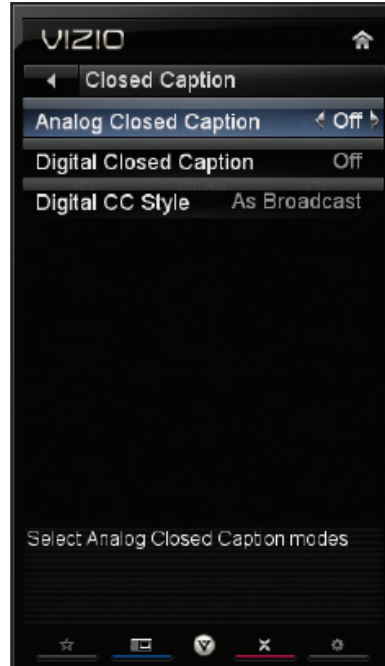 VIZIO
Closed Caption
Analog Closed Caption Off
Digital Closed Caption Off
Digital CC Style As Broadcast
Select Analog Closed Caption modes
V